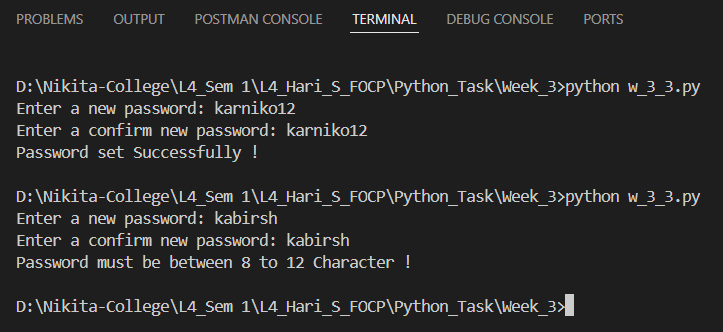 PROBLEMS OUTPUT POSTMAN CONSOLE TERMINAL DEBUG CONSOLE PORTS
D:\Nikita-College\L4_Sem 1\L4_Hari_S_FOCP\Python_Task\Week_3>python w_3_3.py
Enter a new password: karniko12
Enter a confirm new password: karniko12
Password set Successfully !
D:\Nikita-College\L4_Sem 1\L4_Hari_S_FOCP\Python_Task\Week_3>python w_3_3.py
Enter a new password: kabirsh
Enter a confirm new password: kabirsh
Password must be between 8 to 12 Character !
D:\Nikita-College\L4_Sem 1\L4_Hari_S_FOCP\Python_Task\Week_3>